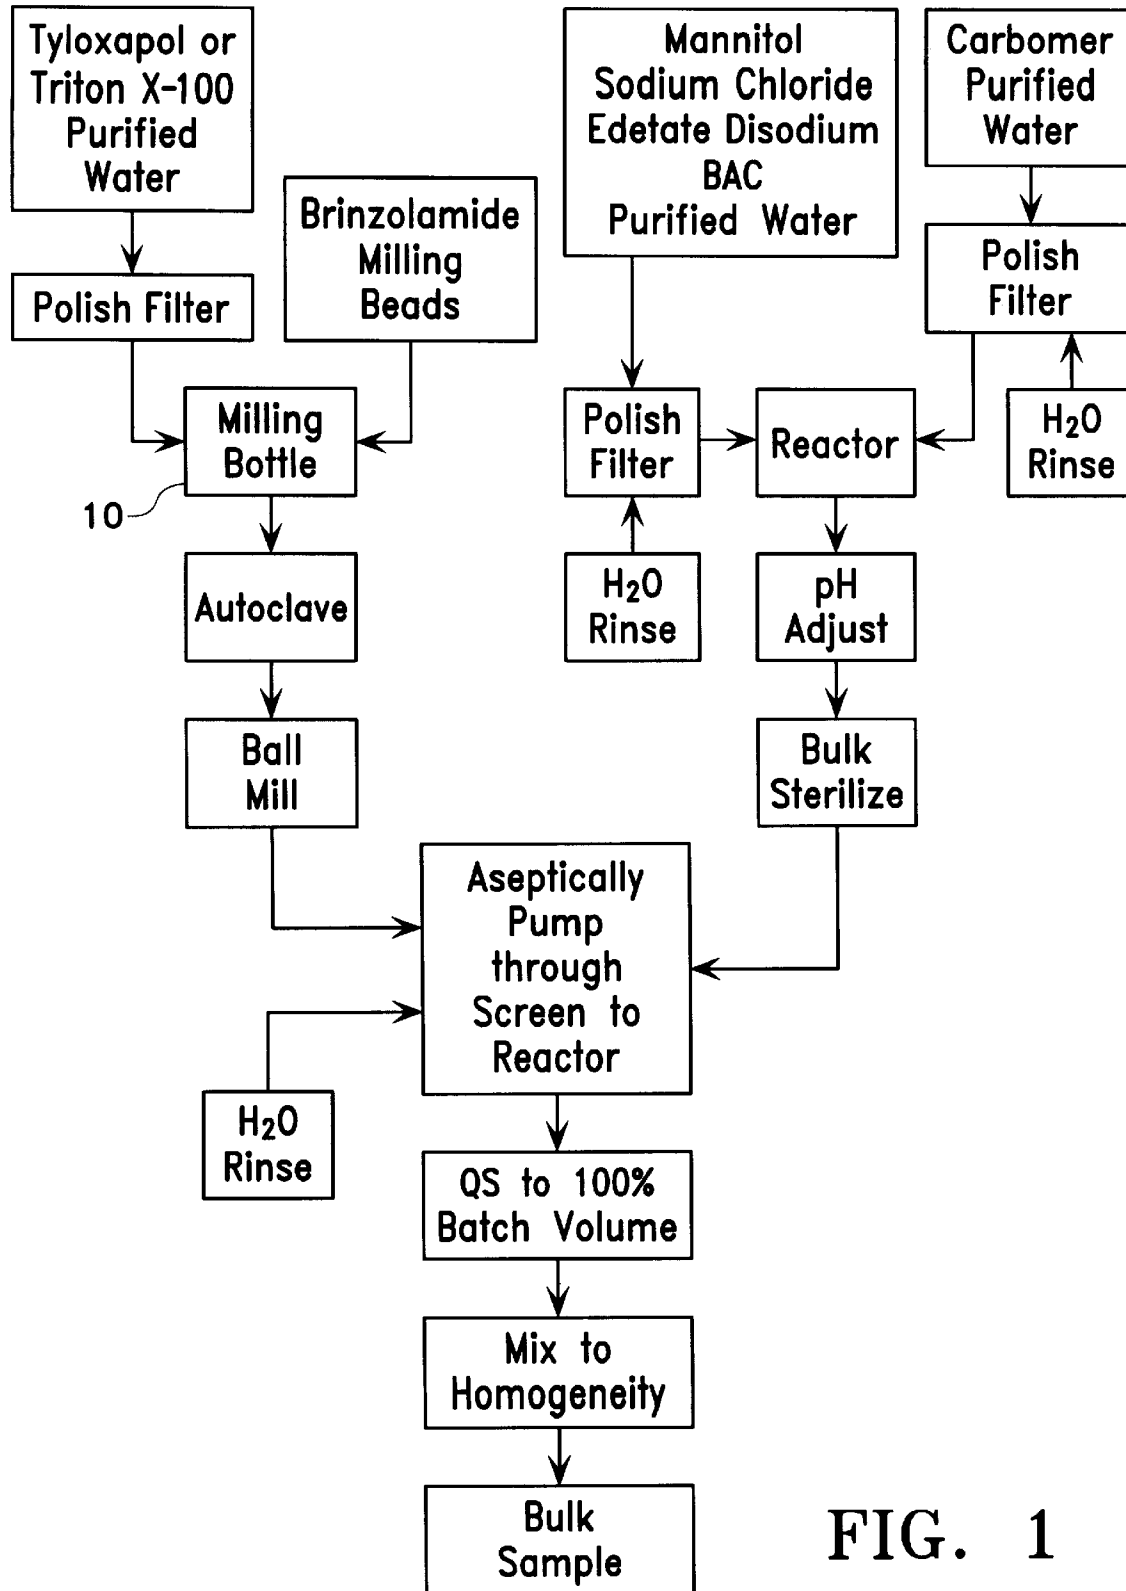 Tyloxapol or
Triton X-100
Purified
Water
Mannitol
Sodium Chloride
Edetate Disodium
BAC
Purified Water
Carbomer
Purified
Water
Brinzolamide
Milling
Beads
Polish Filter
Polish
Filter
Milling
Bottle
10
Polish
Filter
Reactor
H2O
Rinse
Autoclave
H2O
Rinse
pH
Adjust
Ball
Mill
Bulk
Sterilize
Aseptically
Pump
through
Screen to
Reactor
H2O
Rinse
QS to 100%
Batch Volume
Mix to
Homogeneity
Bulk
Sample
FIG. 1